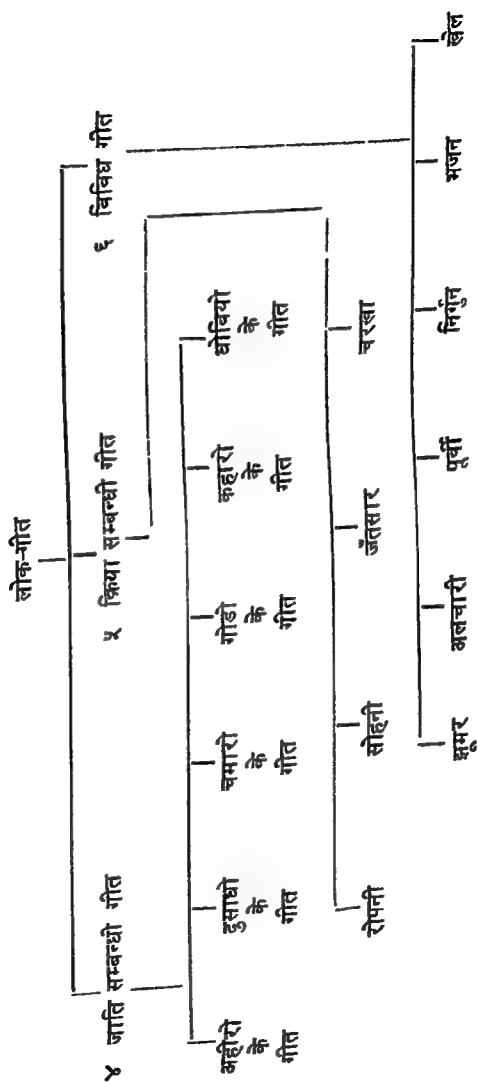 लोक-गीत
४ जाति सम्बन्धी गीत
५ क्रिया सम्बन्धी गीत
६ विविध गीत
अहीरो के गीत
दुसाधो के गीत
चमारो के गीत
गोडो के गीत
कहारो के गीत
धोबियो के गीत
रोपनी
सोहनी
जँतसार
चरखा
झूमर
अलचारी
पूर्वी
निर्गुन
भजन
खेल